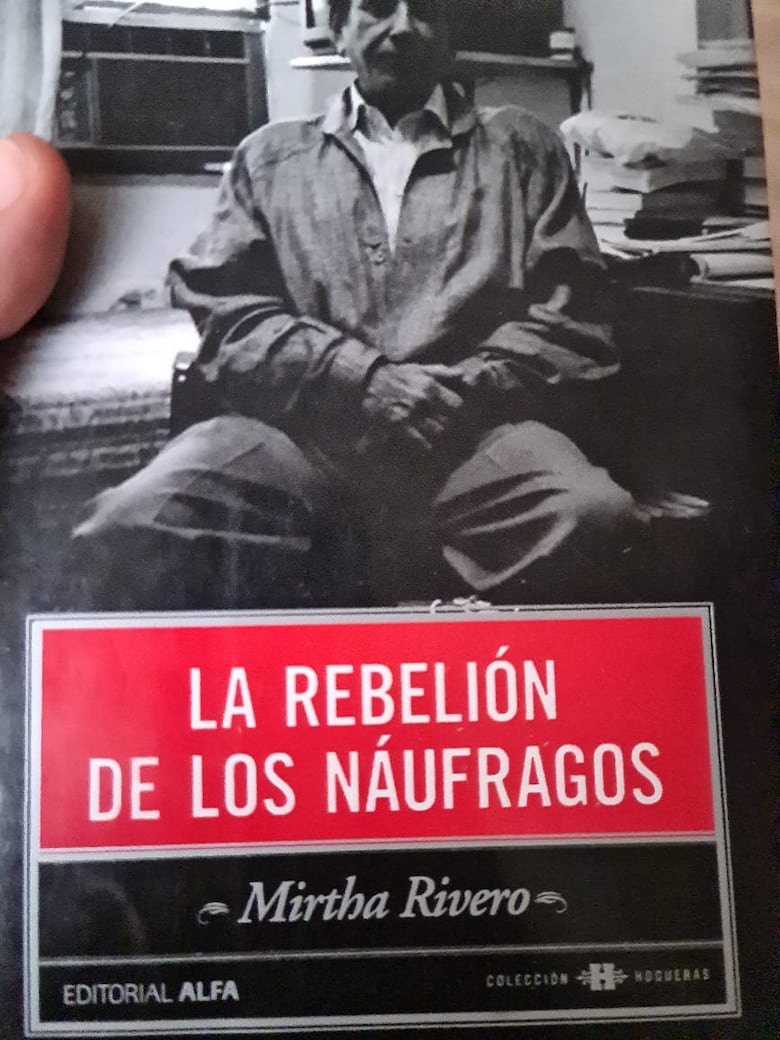 LA REBELIÓN
DE LOS NÁUFRAGOS
Mirtha Rivero
EDITORIAL ALFA
COLECCIÓN H HOGUERAS